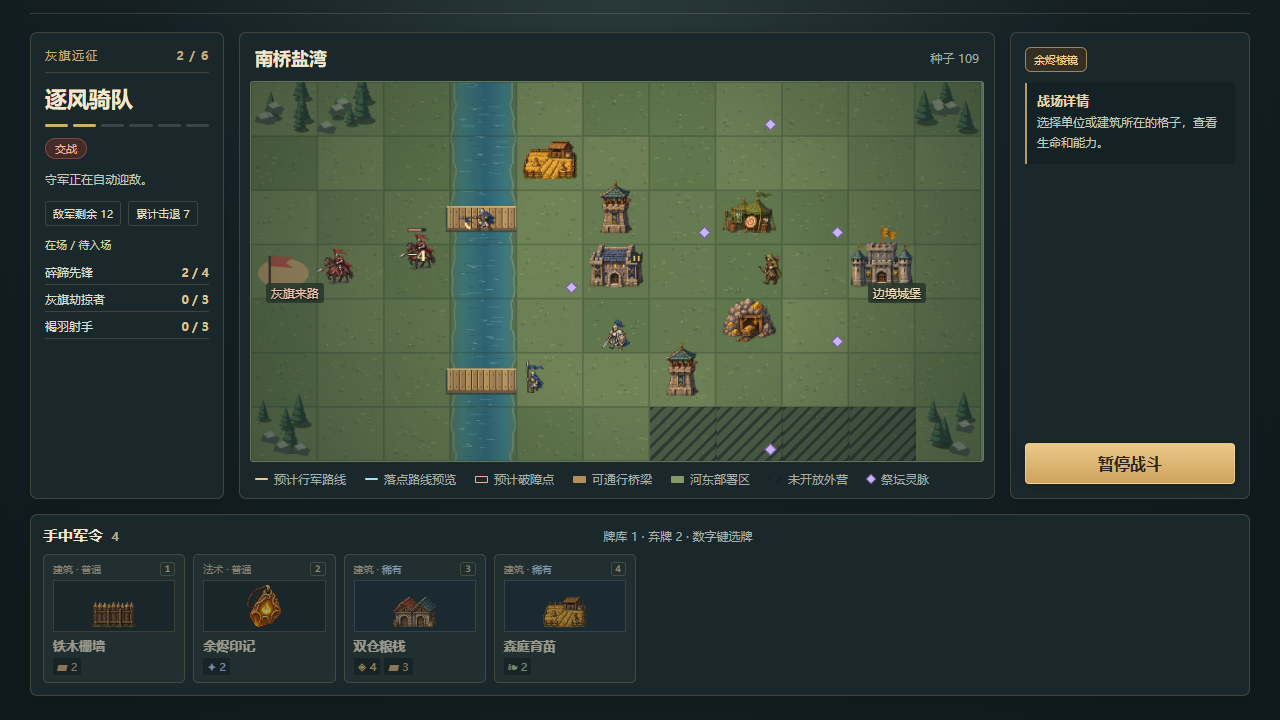 灰旗远征 2 / 6
逐风骑队
交战
守军正在自动迎敌。
敌军剩余 12 累计击退 7
在场 / 待入场
碎蹄先锋 2 / 4
灰旗劫掠者 0 / 3
褐羽射手 0 / 3
南桥盐湾 种子 109
灰旗来路
边境城堡
预计行军路线 落点路线预览 预计破障点 可通行桥梁 河东部署区 未开放外营 祭坛灵脉
余烬棱镜
战场详情
选择单位或建筑所在的格子，查看
生命和能力。
暂停战斗
手中军令 4 牌库 1 · 弃牌 2 · 数字键选牌
建筑 · 普通 1
铁木栅墙
2
法术 · 普通 2
余烬印记
2
建筑 · 稀有 3
双仓粮栈
4 3
建筑 · 稀有 4
森庭育苗
2